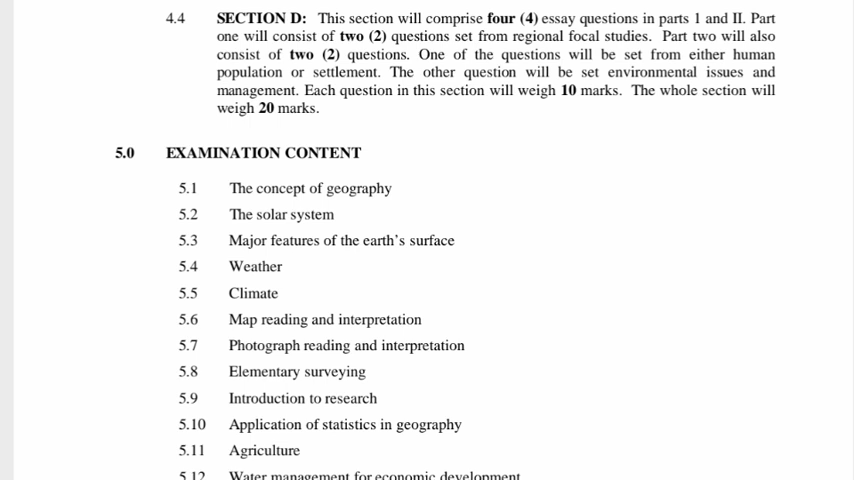 4.4 SECTION D: This section will comprise four (4) essay questions in parts 1 and II. Part
one will consist of two (2) questions set from regional focal studies. Part two will also
consist of two (2) questions. One of the questions will be set from either human
population or settlement. The other question will be set environmental issues and
management. Each question in this section will weigh 10 marks. The whole section will
weigh 20 marks.
5.0 EXAMINATION CONTENT
5.1 The concept of geography
5.2 The solar system
5.3 Major features of the earth's surface
5.4 Weather
5.5 Climate
5.6 Map reading and interpretation
5.7 Photograph reading and interpretation
5.8 Elementary surveying
5.9 Introduction to research
5.10 Application of statistics in geography
5.11 Agriculture
5.12 Water management for economic development